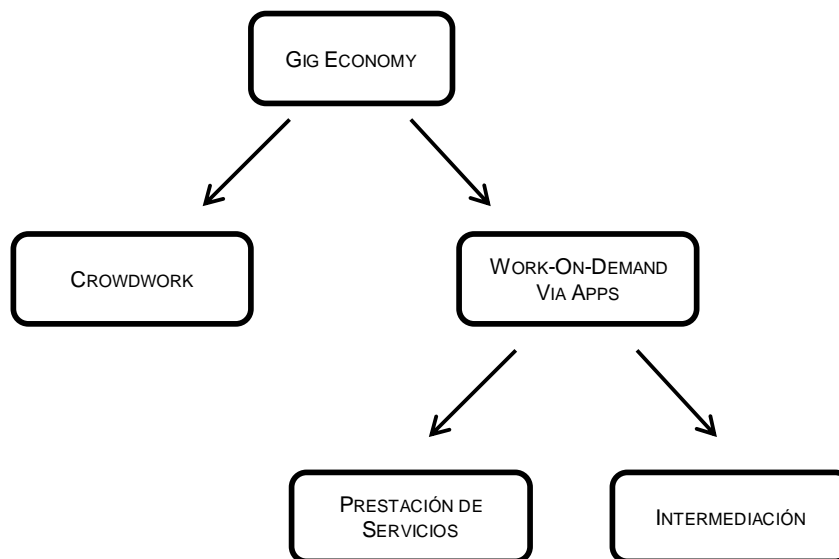 Gig Economy
Crowdwork
Work-On-Demand
Via Apps
Prestación de
Servicios
Intermediación